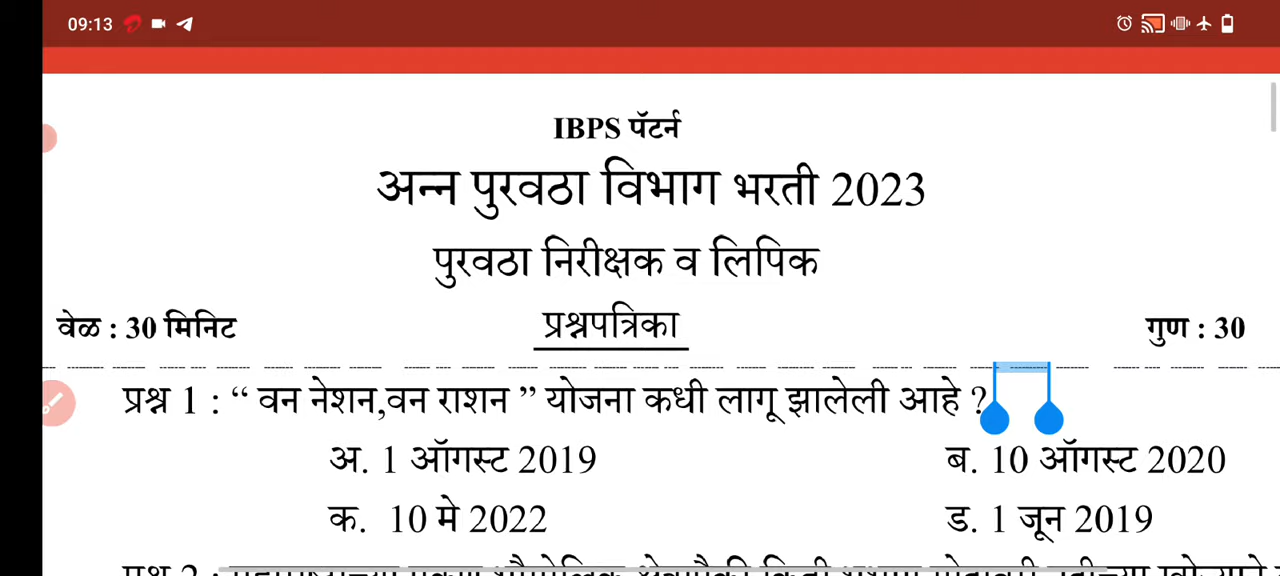 09:13
IBPS पॅटर्न
अन्न पुरवठा विभाग भरती 2023
पुरवठा निरीक्षक व लिपिक
वेळ : 30 मिनिट प्रश्नपत्रिका गुण : 30
प्रश्न 1 : “ वन नेशन,वन राशन ” योजना कधी लागू झालेली आहे ?
अ. 1 ऑगस्ट 2019 ब. 10 ऑगस्ट 2020
क. 10 मे 2022 ड. 1 जून 2019